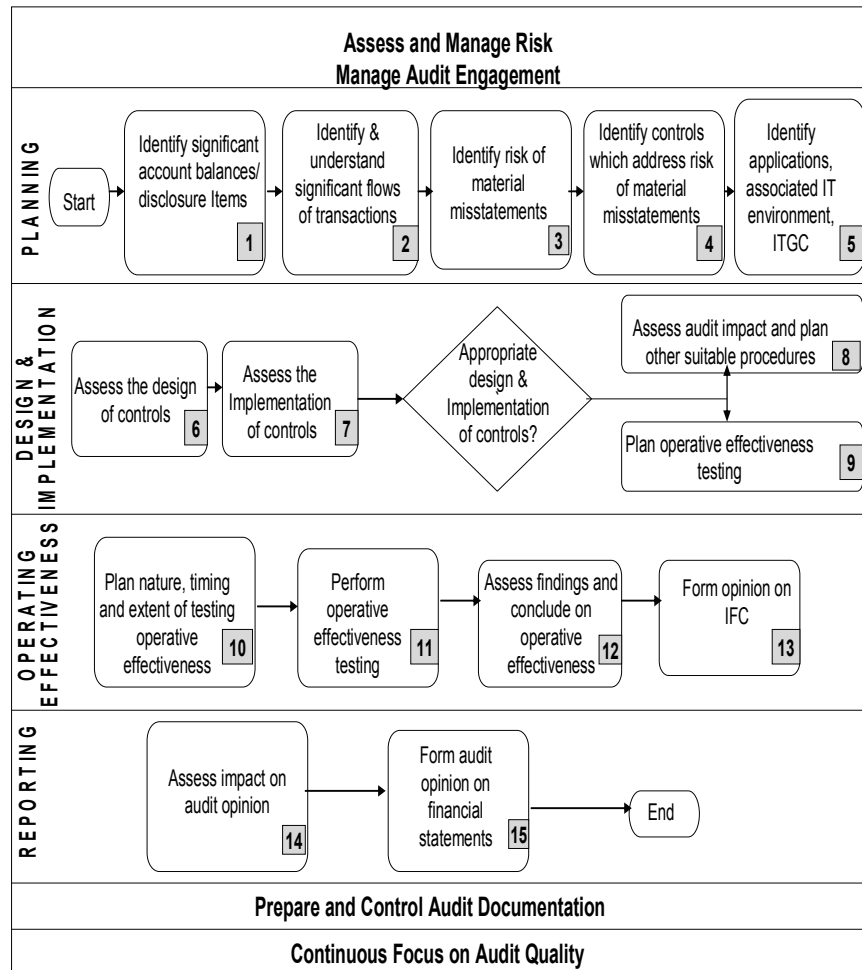 Assess and Manage Risk
Manage Audit Engagement
PLANNING
Start
Identify significant
account balances/
disclosure Items
1
Identify &
understand
significant flows
of transactions
2
Identify risk of
material
misstatements
3
Identify controls
which address risk
of material
misstatements
4
Identify
applications,
associated IT
environment,
ITGC
5
DESIGN &
IMPLEMENTATION
Assess the design
of controls
6
Assess the
Implementation
of controls
7
Appropriate
design &
Implementation
of controls?
Assess audit impact and plan
other suitable procedures
8
Plan operative effectiveness
testing
9
OPERATING
EFFECTIVENESS
Plan nature, timing
and extent of testing
operative
effectiveness
10
Perform
operative
effectiveness
testing
11
Assess findings and
conclude on
operative
effectiveness
12
Form opinion on
IFC
13
REPORTING
Assess impact on
audit opinion
14
Form audit
opinion on
financial
statements
15
End
Prepare and Control Audit Documentation
Continuous Focus on Audit Quality